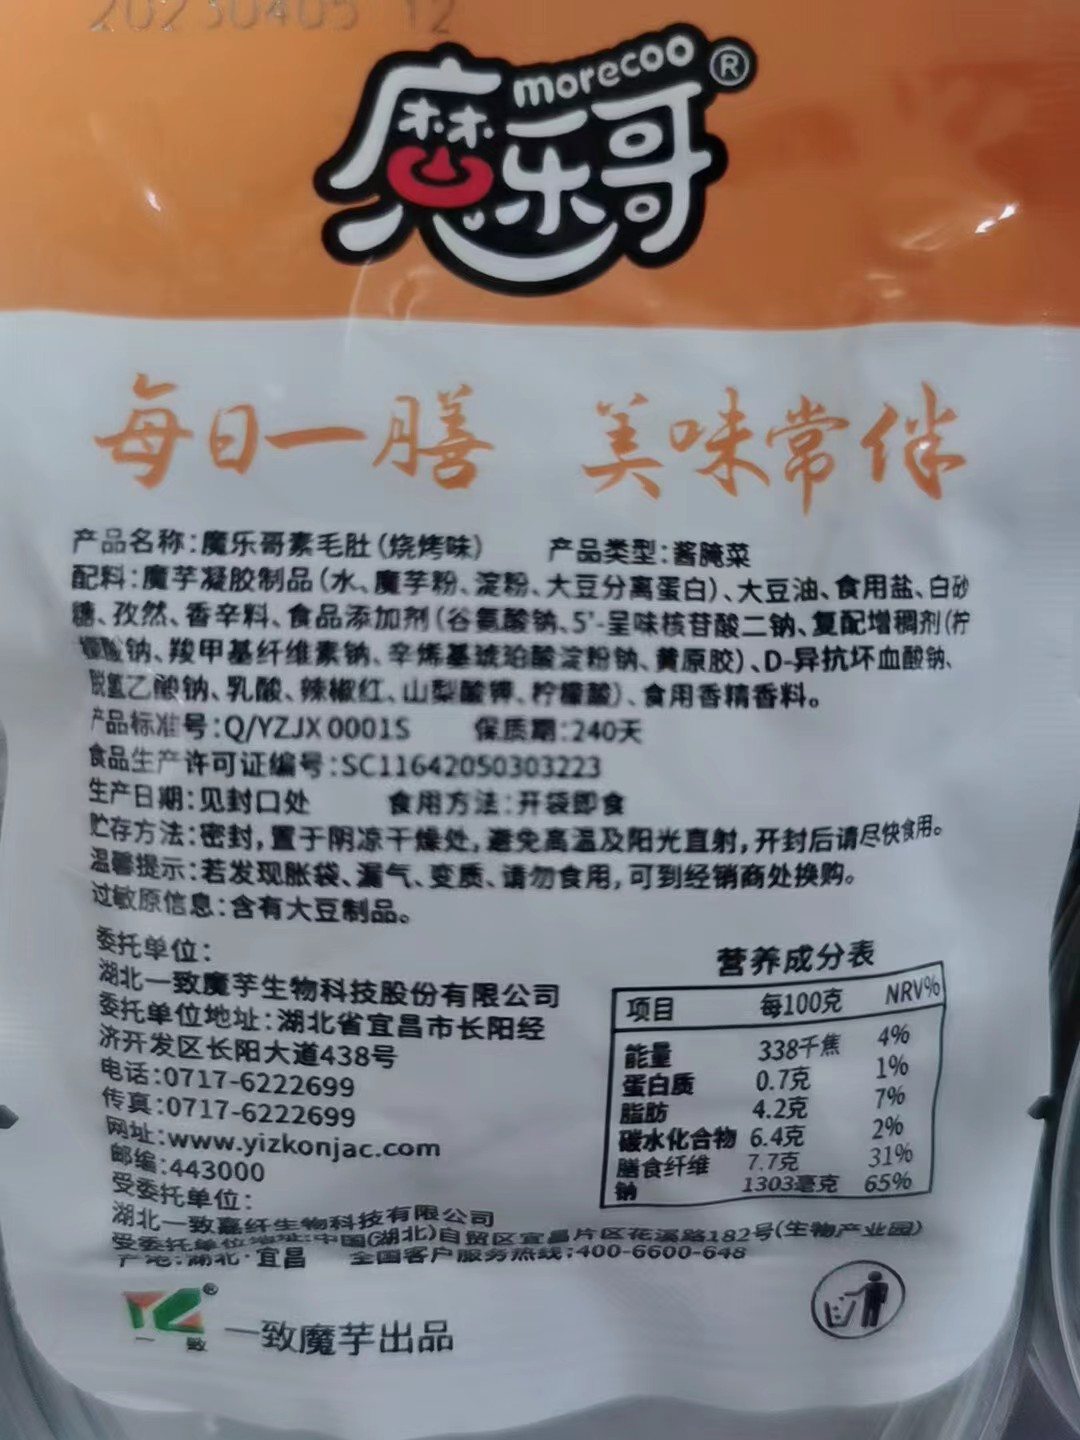 20230405 12
morecoo ®
魔乐哥
每日一膳 美味常伴
产品名称:魔乐哥素毛肚(烧烤味) 产品类型:酱腌菜
配料:魔芋凝胶制品(水、魔芋粉、淀粉、大豆分离蛋白)、大豆油、食用盐、白砂
糖、孜然、香辛料、食品添加剂(谷氨酸钠、5'-呈味核苷酸二钠、复配增稠剂(柠
檬酸钠、羧甲基纤维素钠、辛烯基琥珀酸淀粉钠、黄原胶)、D-异抗坏血酸钠、
脱氢乙酸钠、乳酸、辣椒红、山梨酸钾、柠檬酸)、食用香精香料。
产品标准号:Q/YZJX 0001S 保质期:240天
食品生产许可证编号:SC11642050303223
生产日期:见封口处 食用方法:开袋即食
贮存方法:密封,置于阴凉干燥处,避免高温及阳光直射,开封后请尽快食用。
温馨提示:若发现胀袋、漏气、变质、请勿食用,可到经销商处换购。
过敏原信息:含有大豆制品。
委托单位:
湖北一致魔芋生物科技股份有限公司
委托单位地址:湖北省宜昌市长阳经
济开发区长阳大道438号
电话:0717-6222699
传真:0717-6222699
网址:www.yizkonjac.com
邮编:443000
受委托单位:
湖北一致嘉纤生物科技有限公司
受委托单位地址:中国(湖北)自贸区宜昌片区花溪路182号(生物产业园)
产地:湖北·宜昌 全国客户服务热线:400-6600-648
营养成分表
项目 每100克 NRV%
能量 338千焦 4%
蛋白质 0.7克 1%
脂肪 4.2克 7%
碳水化合物 6.4克 2%
膳食纤维 7.7克 31%
钠 1303毫克 65%
®
一致
一致魔芋出品